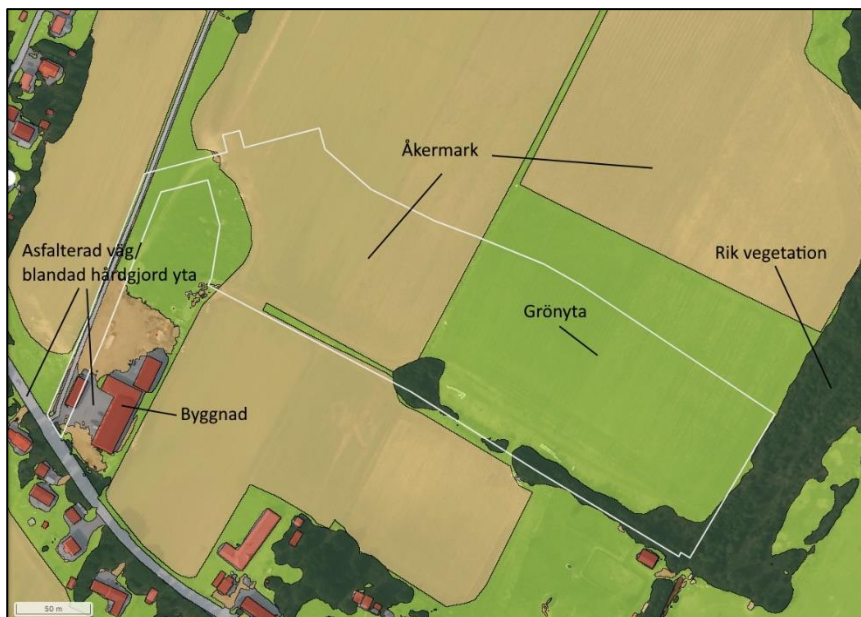 Åkermark
Asfalterad väg/
blandad hårdgjord yta
Rik vegetation
Grönyta
Byggnad
50 m